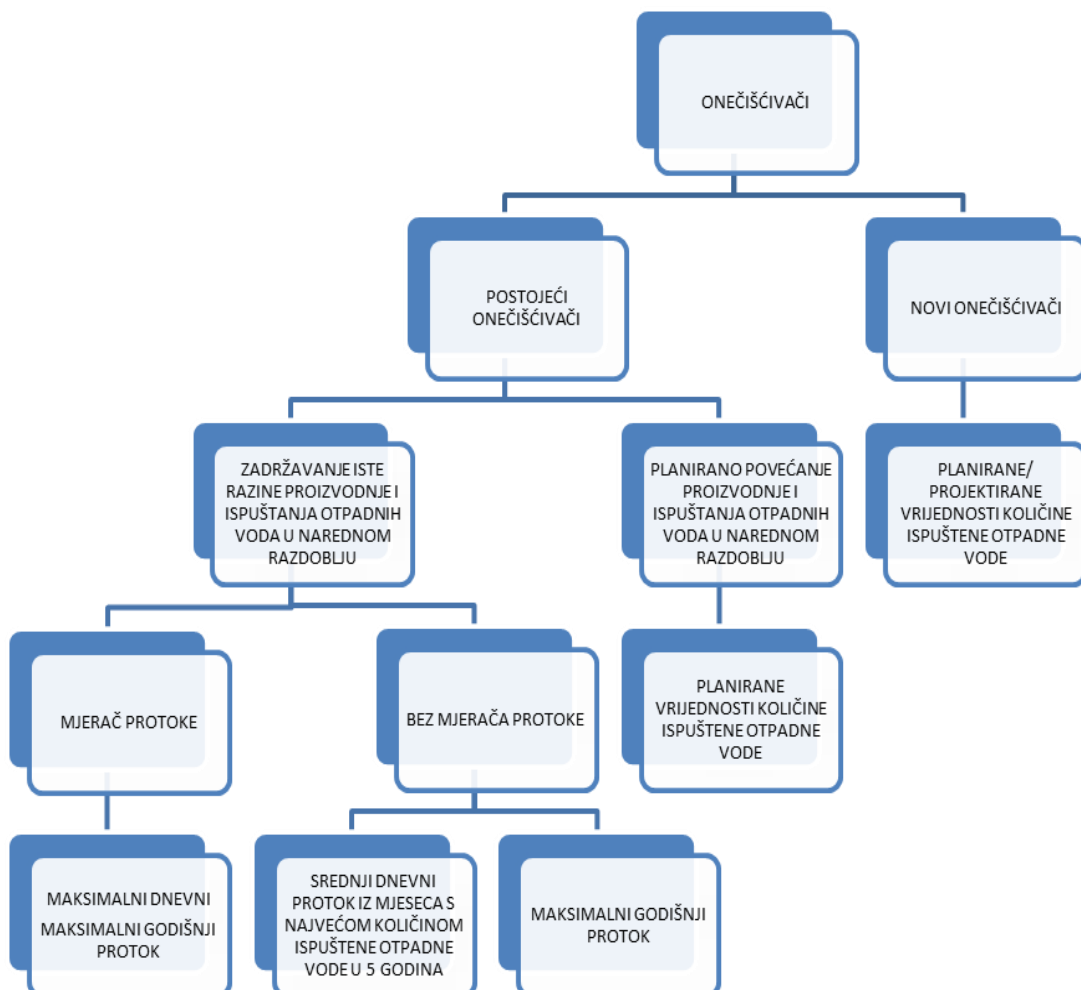 ONEČIŠĆIVAČI
POSTOJEĆI
ONEČIŠĆIVAČI
NOVI ONEČIŠĆIVAČI
ZADRŽAVANJE ISTE
RAZINE PROIZVODNJE I
ISPUŠTANJA OTPADNIH
VODA U NAREDNOM
RAZDOBLJU
PLANIRANO POVEĆANJE
PROIZVODNJE I
ISPUŠTANJA OTPADNIH
VODA U NAREDNOM
RAZDOBLJU
PLANIRANE/
PROJEKTIRANE
VRIJEDNOSTI KOLIČINE
ISPUŠTENE OTPADNE
VODE
MJERAČ PROTOKE
BEZ MJERAČA PROTOKE
PLANIRANE
VRIJEDNOSTI KOLIČINE
ISPUŠTENE OTPADNE
VODE
MAKSIMALNI DNEVNI
MAKSIMALNI GODIŠNJI
PROTOK
SREDNJI DNEVNI
PROTOK IZ MJESECA S
NAJVEĆOM KOLIČINOM
ISPUŠTENE OTPADNE
VODE U 5 GODINA
MAKSIMALNI GODIŠNJI
PROTOK